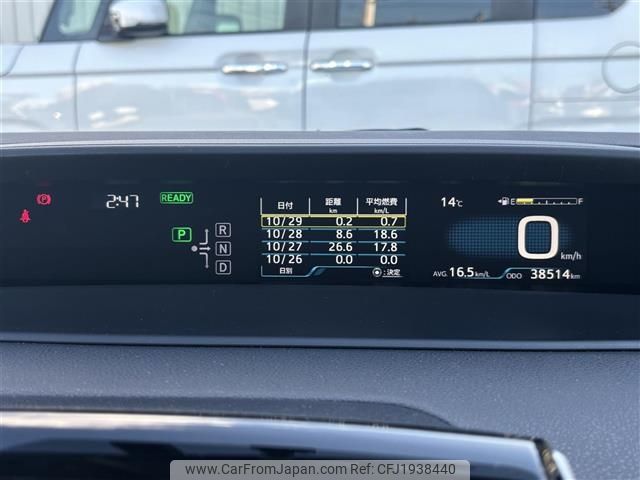 2:47 READY
P R
N
D
日付 距離 km 平均燃費 km/L
10/29 0.2 0.7
10/28 8.6 18.6
10/27 26.6 17.8
10/26 0.0 0.0
日別 :決定
14℃ E F
0 km/h
AVG. 16.5 km/L ODO 38514 km
www.CarFromJapan.com - Ref: CFJ1938440